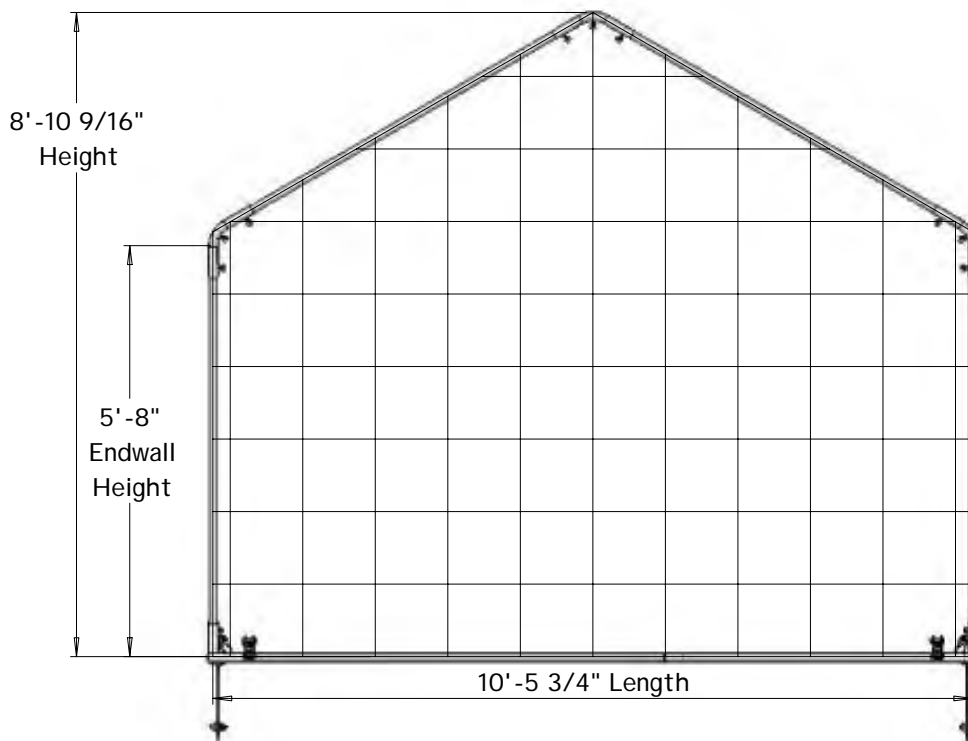 8'-10 9/16"
Height
5'-8"
Endwall
Height
10'-5 3/4" Length